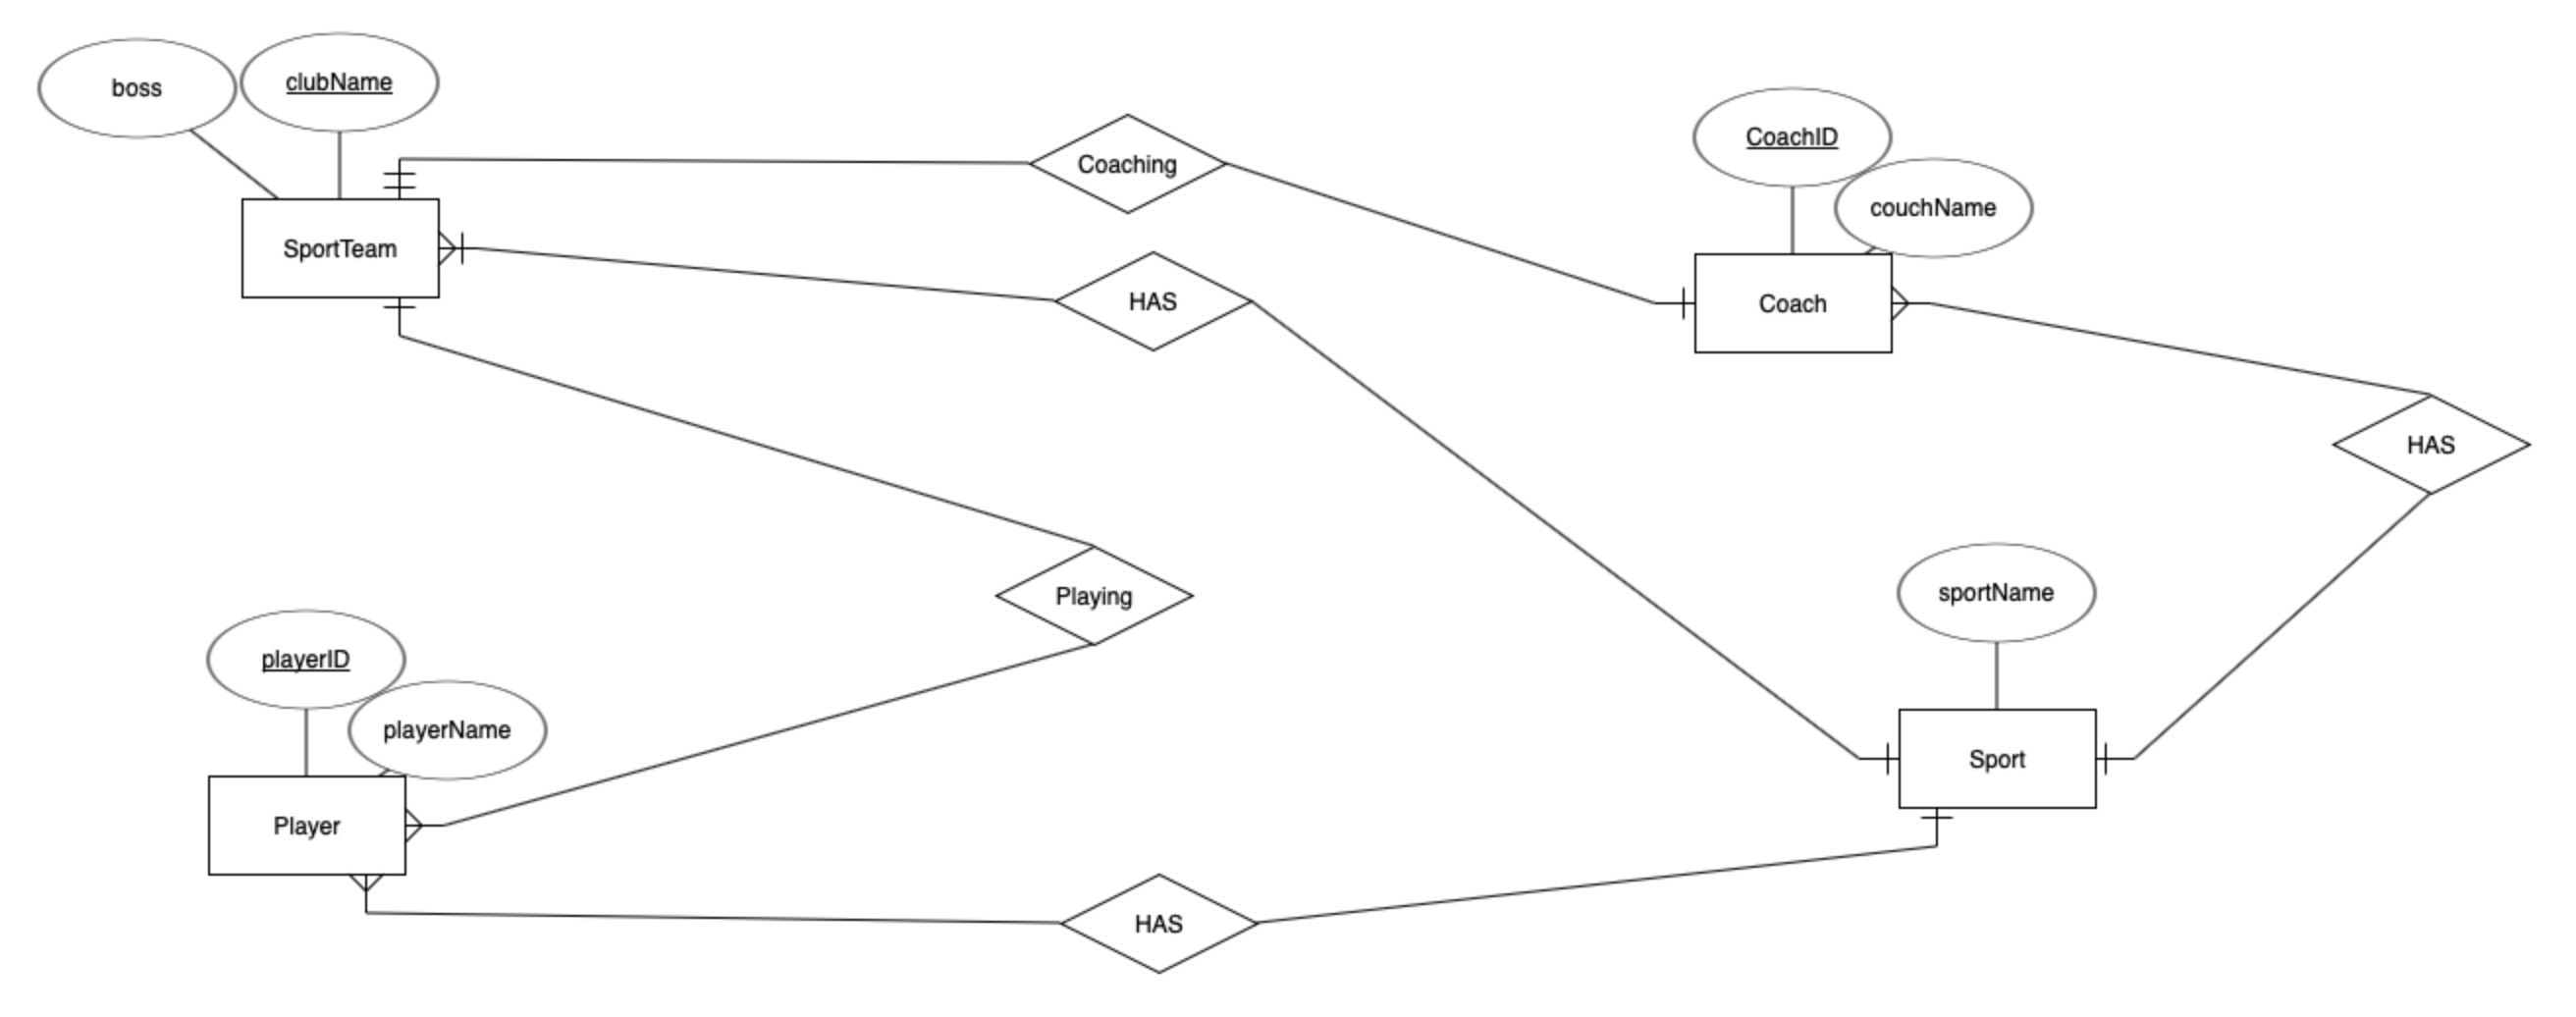 boss
clubName
CoachID
Coaching
couchName
SportTeam
HAS
Coach
HAS
Playing
sportName
playerID
playerName
Sport
Player
HAS